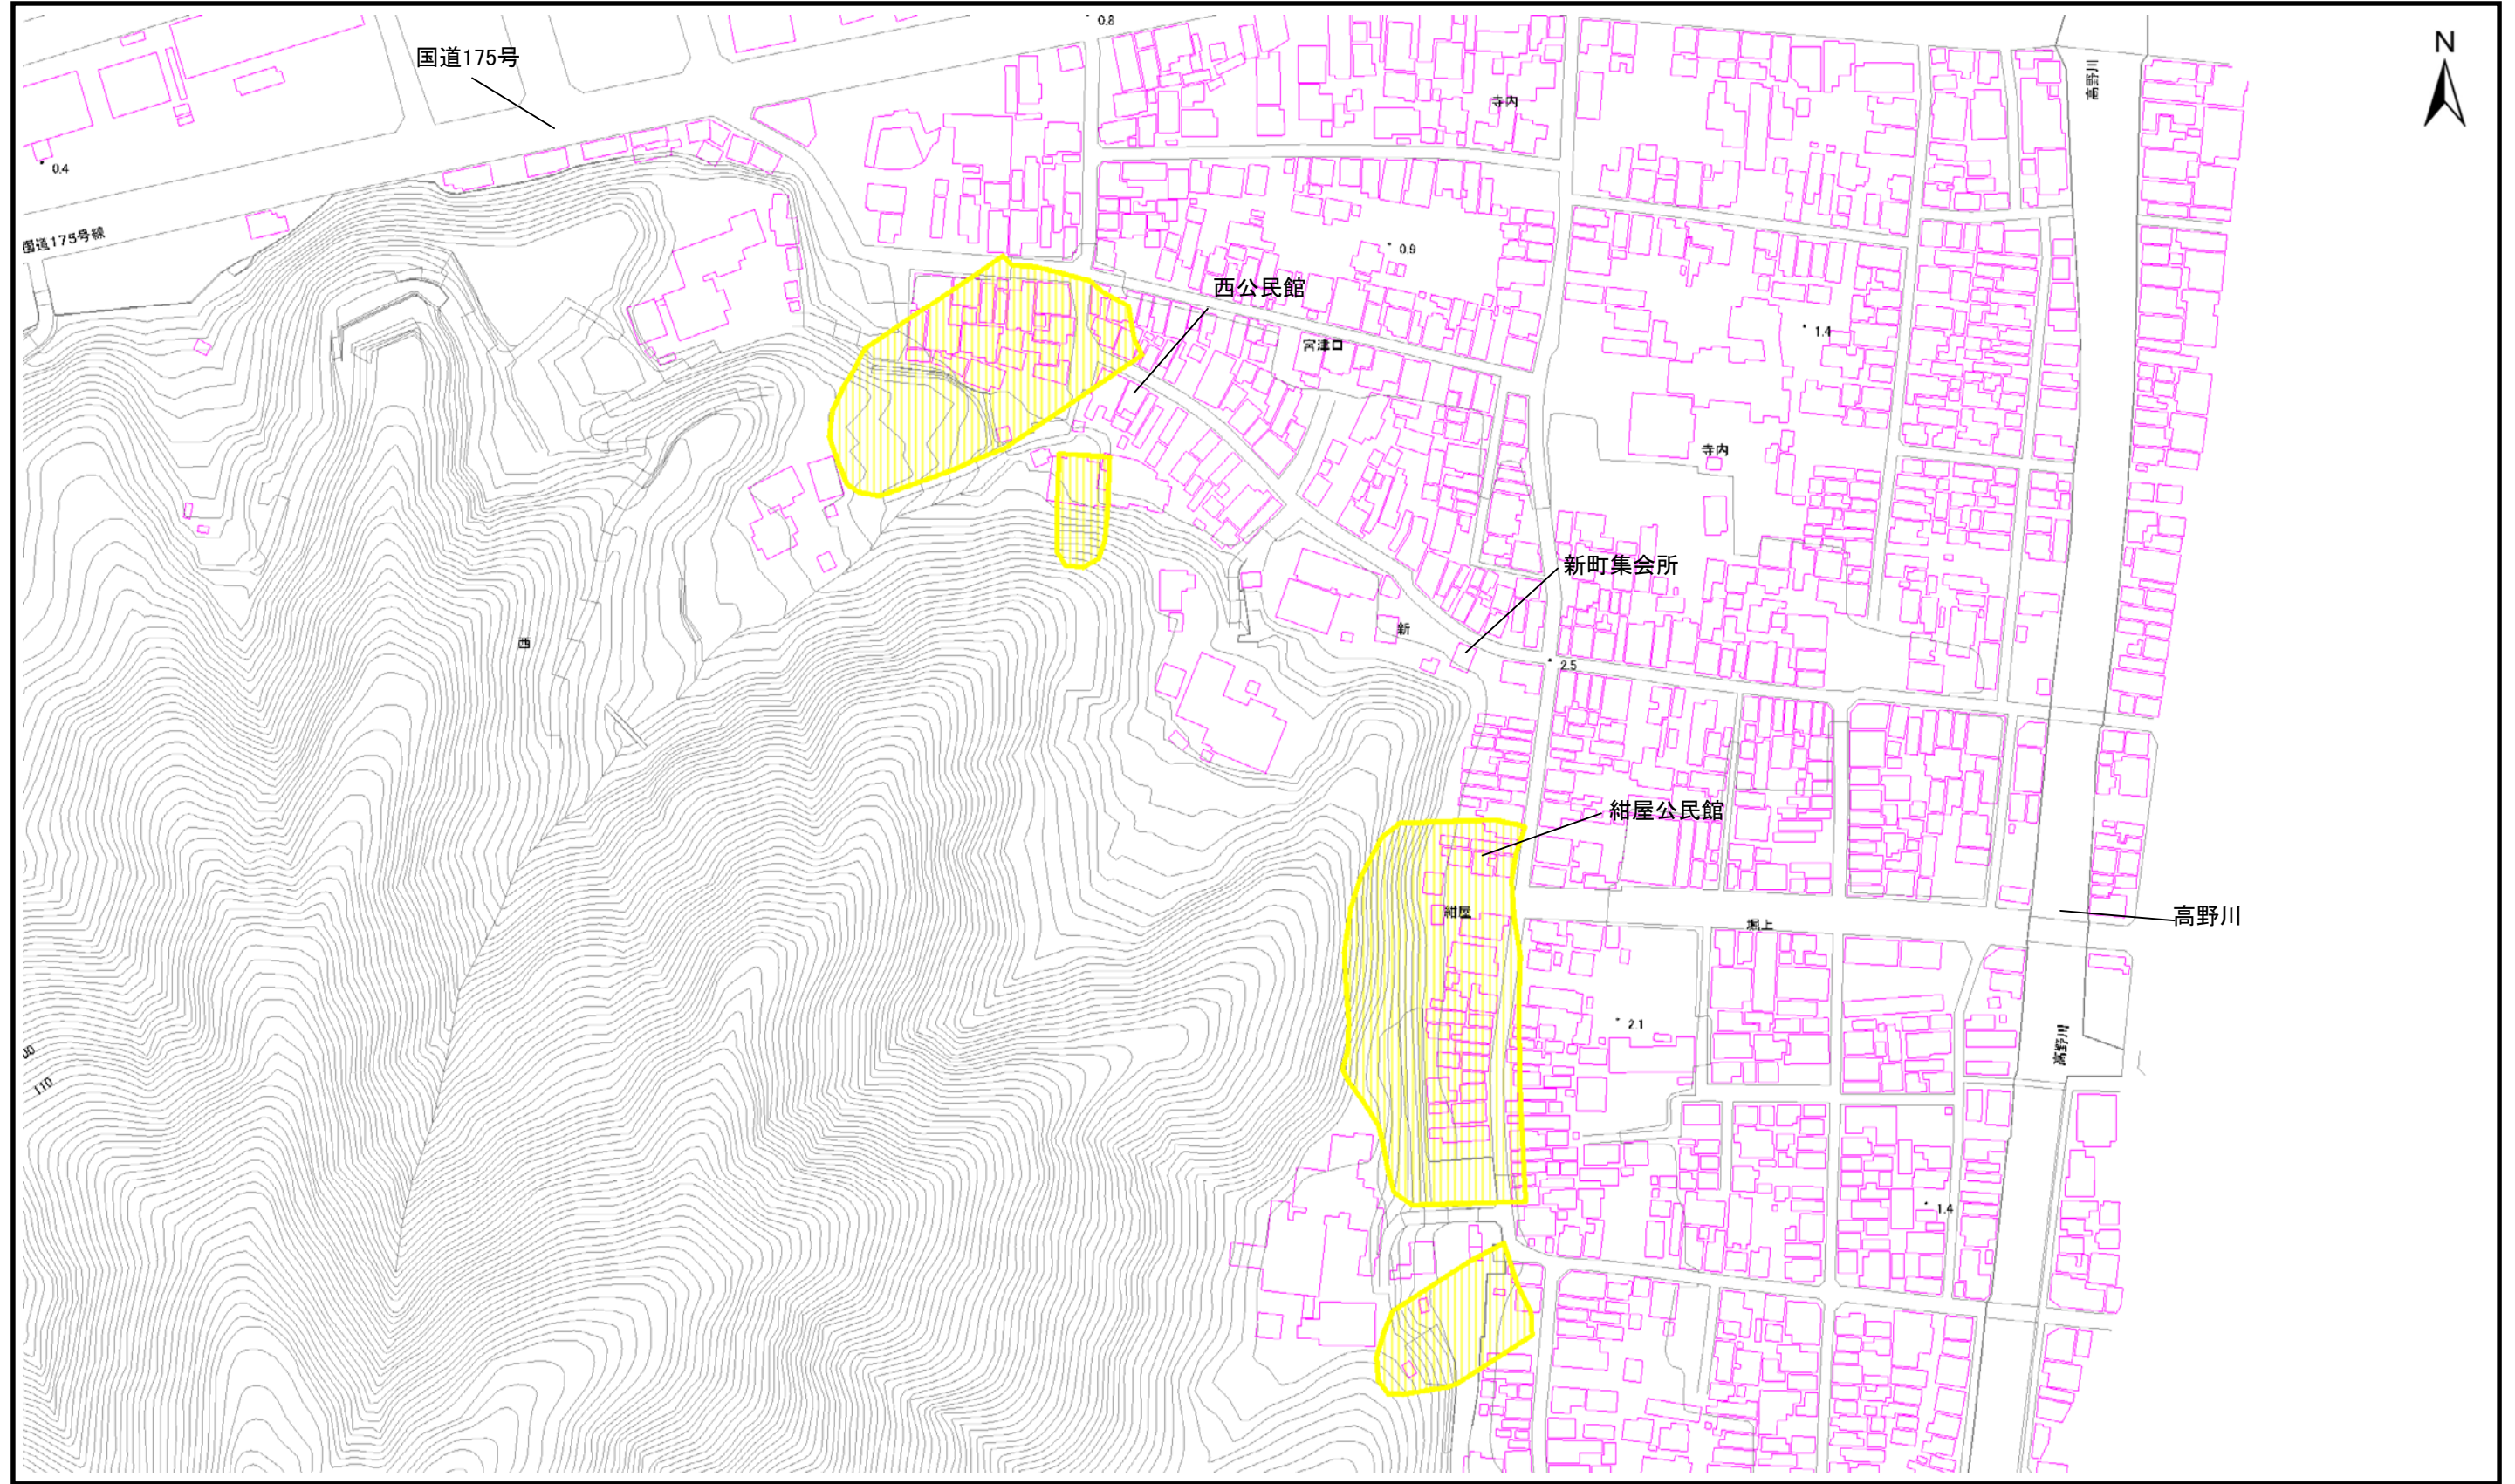 0.8
N
国道175号
高野川
寺内
0.4
国道175号線
0.9
西公民館
1.4
宮津口
寺内
新町集会所
新
西
2.5
紺屋公民館
紺屋
高野川
堀上
2.1
高野川
110
1.4